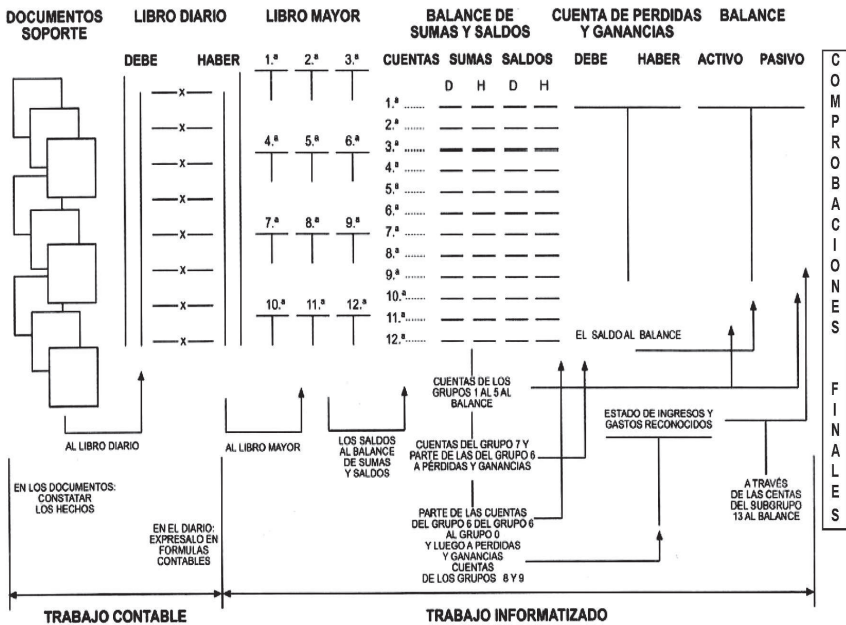 DOCUMENTOS
SOPORTE
LIBRO DIARIO
DEBE HABER
x
x
x
x
x
x
x
x
LIBRO MAYOR
1.ª 2.ª 3.ª
4.ª 5.ª 6.ª
7.ª 8.ª 9.ª
10.ª 11.ª 12.ª
BALANCE DE
SUMAS Y SALDOS
CUENTAS SUMAS SALDOS
D H D H
1.ª ........
2.ª ........
3.ª ........
4.ª ........
5.ª ........
6.ª ........
7.ª ........
8.ª ........
9.ª ........
10.ª ........
11.ª ........
12.ª ........
CUENTA DE PERDIDAS
Y GANANCIAS
DEBE HABER
BALANCE
ACTIVO PASIVO
COMPROBACIONES FINALES
EL SALDO AL BALANCE
CUENTAS DE LOS
GRUPOS 1 AL 5 AL
BALANCE
ESTADO DE INGRESOS Y
GASTOS RECONOCIDOS
AL LIBRO DIARIO
AL LIBRO MAYOR
LOS SALDOS
AL BALANCE
DE SUMAS
Y SALDOS
CUENTAS DEL GRUPO 7 Y
PARTE DE LAS DEL GRUPO 6
A PÉRDIDAS Y GANANCIAS
A TRAVÉS
DE LAS CENTAS
DEL SUBGRUPO
13 AL BALANCE
EN LOS DOCUMENTOS:
CONSTATAR
LOS HECHOS
EN EL DIARIO:
EXPRESALO EN
FORMULAS
CONTABLES
PARTE DE LAS CUENTAS
DEL GRUPO 6 DEL GRUPO 6
AL GRUPO 0
Y LUEGO A PERDIDAS
Y GANANCIAS
CUENTAS
DE LOS GRUPOS 8 Y 9
TRABAJO CONTABLE
TRABAJO INFORMATIZADO